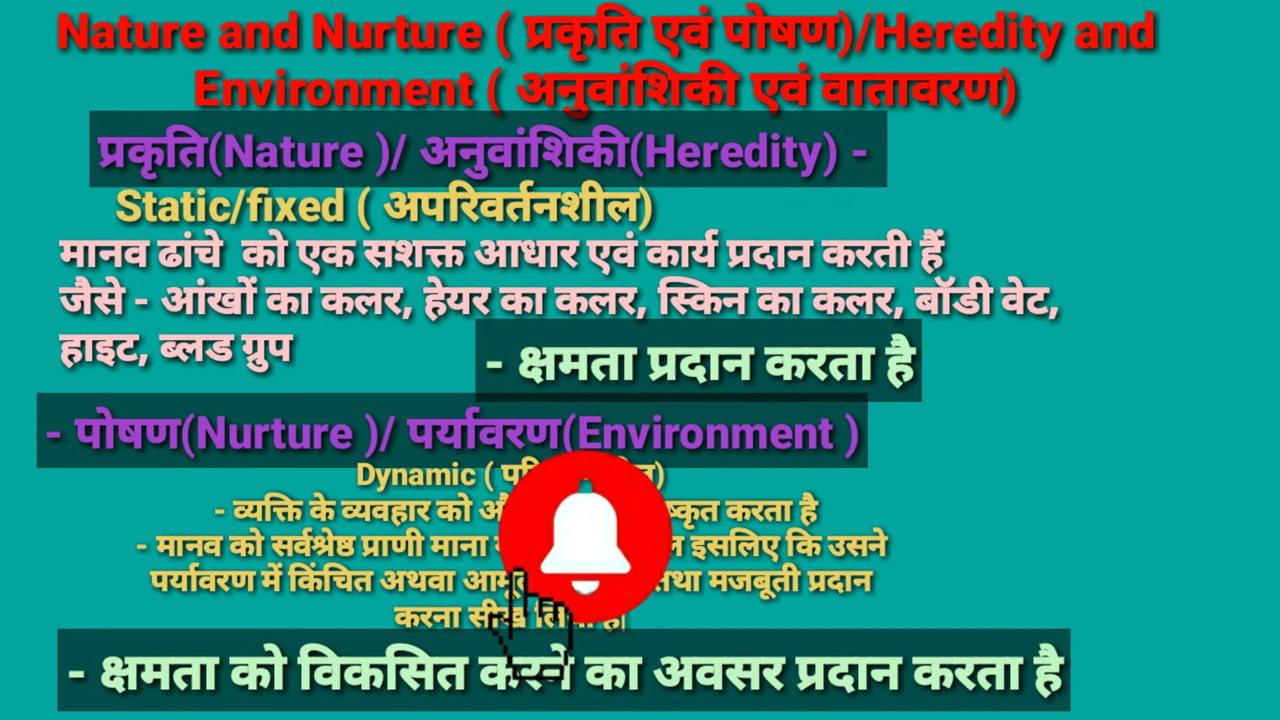 Nature and Nurture ( प्रकृति एवं पोषण)/Heredity and
Environment ( अनुवांशिकी एवं वातावरण)
प्रकृति(Nature )/ अनुवांशिकी(Heredity) -
Static/fixed ( अपरिवर्तनशील)
मानव ढांचे को एक सशक्त आधार एवं कार्य प्रदान करती हैं
जैसे - आंखों का कलर, हेयर का कलर, स्किन का कलर, बॉडी वेट,
हाइट, ब्लड ग्रुप
- क्षमता प्रदान करता है
- पोषण(Nurture )/ पर्यावरण(Environment )
Dynamic (
- व्यक्ति के व्यवहार को करता है
- मानव को सर्वश्रेष्ठ प्राणी माना इसलिए कि उसने
पर्यावरण में किंचित अथवा तथा मजबूती प्रदान
करना सीख लिया है|
- क्षमता को विकसित करने का अवसर प्रदान करता है